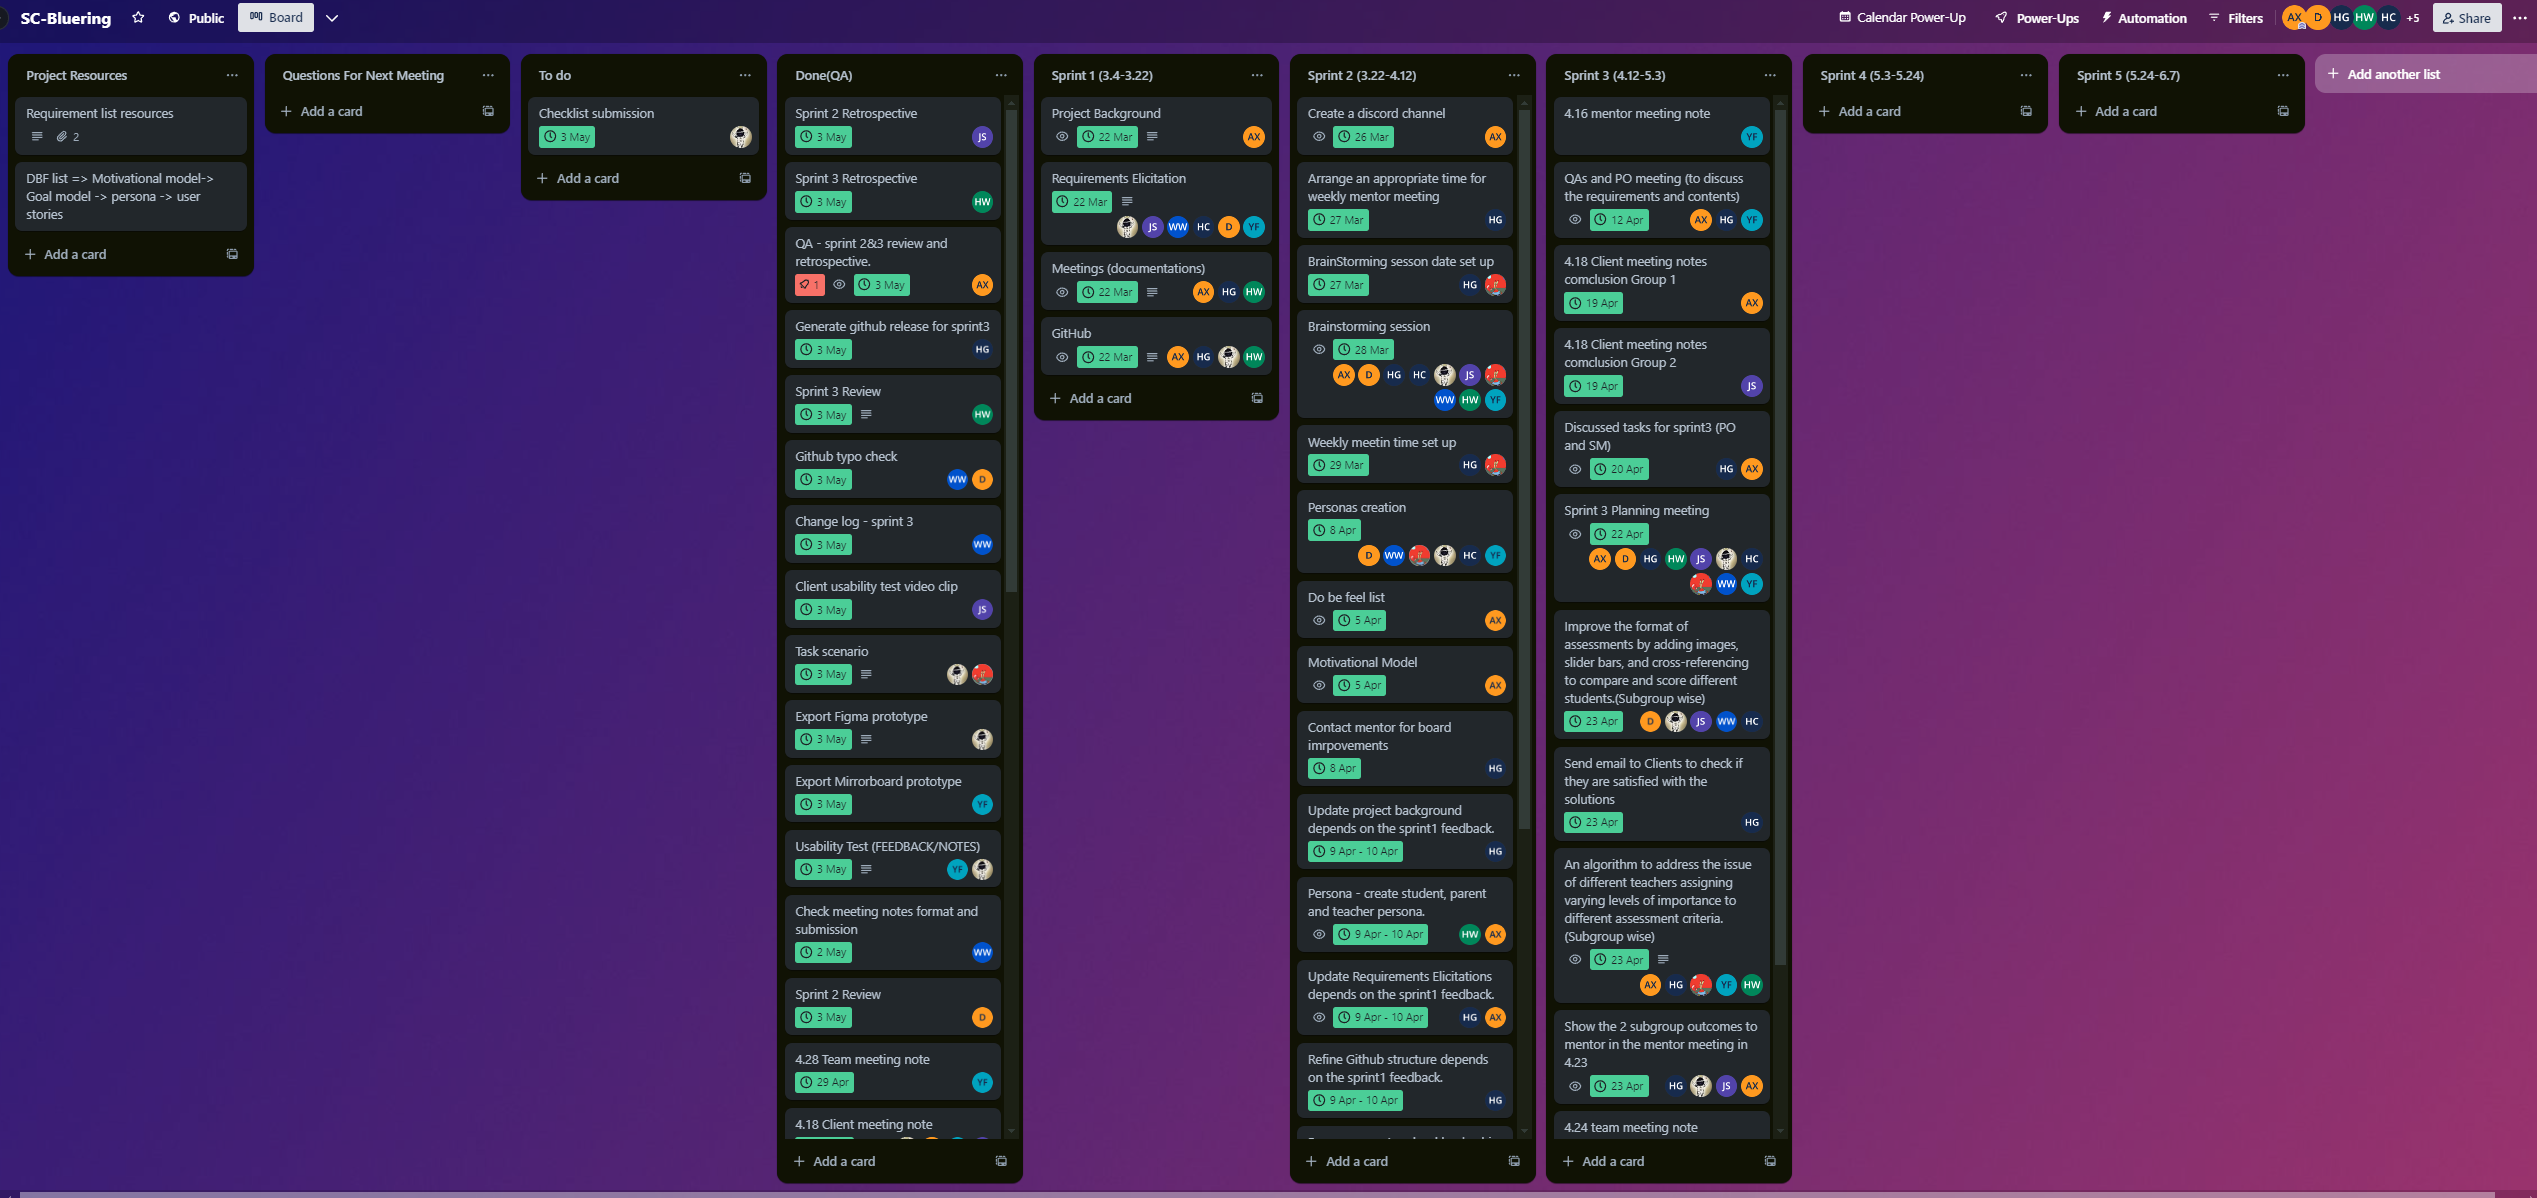 SC-Bluering
Public
Board
Calendar Power-Up
Power-Ups
Automation
Filters
AX D HG HW HC +5
Share
Project Resources
Requirement list resources
2
DBF list => Motivational model->
Goal model -> persona -> user
stories
Add a card
Questions For Next Meeting
Add a card
To do
Checklist submission
3 May
Add a card
Done(QA)
Sprint 2 Retrospective
3 May JS
Sprint 3 Retrospective
3 May HW
QA - sprint 2&3 review and
retrospective.
1 3 May AX
Generate github release for sprint3
3 May HG
Sprint 3 Review
3 May HW
Github typo check
3 May WW D
Change log - sprint 3
3 May WW
Client usability test video clip
3 May JS
Task scenario
3 May
Export Figma prototype
3 May
Export Mirrorboard prototype
3 May YF
Usability Test (FEEDBACK/NOTES)
3 May YF
Check meeting notes format and
submission
2 May WW
Sprint 2 Review
3 May D
4.28 Team meeting note
29 Apr YF
4.18 Client meeting note
Add a card
Sprint 1 (3.4-3.22)
Project Background
22 Mar AX
Requirements Elicitation
22 Mar
JS WW HC D YF
Meetings (documentations)
22 Mar AX HG HW
GitHub
22 Mar AX HG HW
Add a card
Sprint 2 (3.22-4.12)
Create a discord channel
26 Mar AX
Arrange an appropriate time for
weekly mentor meeting
27 Mar HG
BrainStorming sesson date set up
27 Mar HG
Brainstorming session
28 Mar
AX D HG HC JS
WW HW YF
Weekly meetin time set up
29 Mar HG
Personas creation
8 Apr
D WW HC YF
Do be feel list
5 Apr AX
Motivational Model
5 Apr AX
Contact mentor for board
imrpovements
8 Apr HG
Update project background
depends on the sprint1 feedback.
9 Apr - 10 Apr HG
Persona - create student, parent
and teacher persona.
9 Apr - 10 Apr HW AX
Update Requirements Elicitations
depends on the sprint1 feedback.
9 Apr - 10 Apr HG AX
Refine Github structure depends
on the sprint1 feedback.
9 Apr - 10 Apr HG
Add a card
Sprint 3 (4.12-5.3)
4.16 mentor meeting note
YF
QAs and PO meeting (to discuss
the requirements and contents)
12 Apr AX HG YF
4.18 Client meeting notes
comclusion Group 1
19 Apr AX
4.18 Client meeting notes
comclusion Group 2
19 Apr JS
Discussed tasks for sprint3 (PO
and SM)
20 Apr HG AX
Sprint 3 Planning meeting
22 Apr
AX D HG HW JS HC
WW YF
Improve the format of
assessments by adding images,
slider bars, and cross-referencing
to compare and score different
students.(Subgroup wise)
23 Apr D JS WW HC
Send email to Clients to check if
they are satisfied with the
solutions
23 Apr HG
An algorithm to address the issue
of different teachers assigning
varying levels of importance to
different assessment criteria.
(Subgroup wise)
23 Apr
AX HG YF HW
Show the 2 subgroup outcomes to
mentor in the mentor meeting in
4.23
23 Apr HG JS AX
4.24 team meeting note
Add a card
Sprint 4 (5.3-5.24)
Add a card
Sprint 5 (5.24-6.7)
Add a card
Add another list